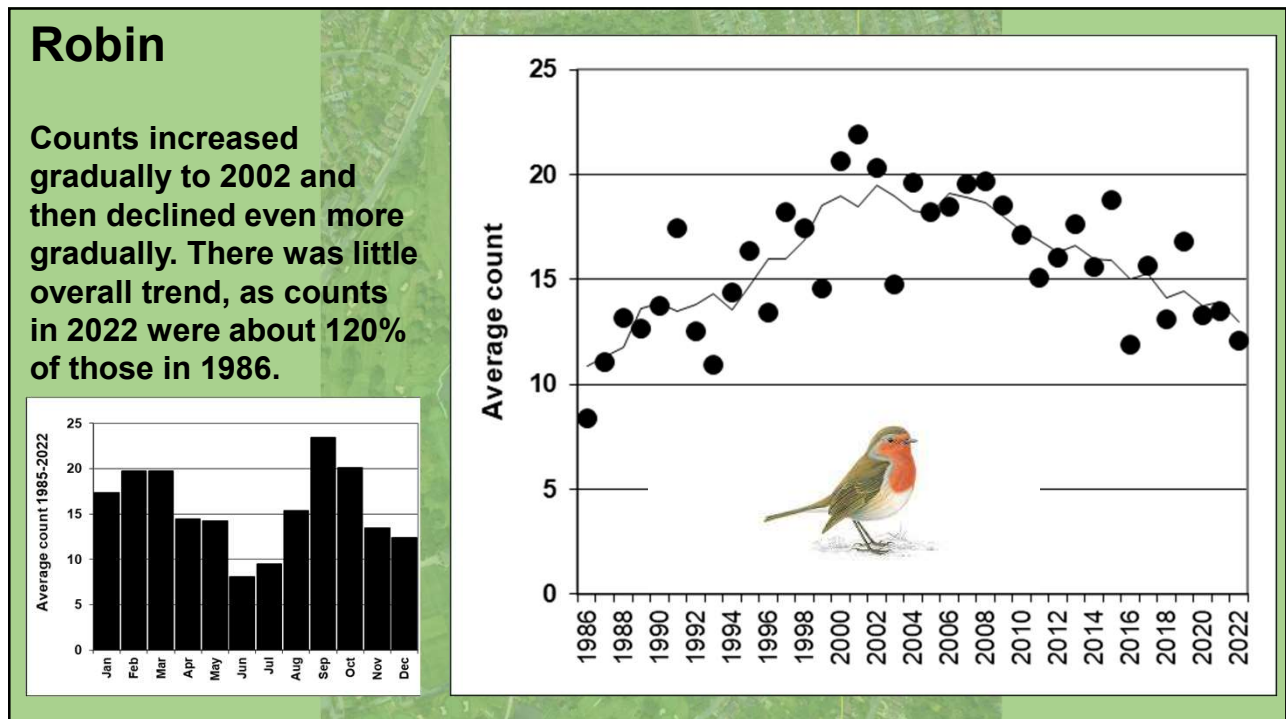 Robin
Counts increased
gradually to 2002 and
then declined even more
gradually. There was little
overall trend, as counts
in 2022 were about 120%
of those in 1986.
Average count 1985-2022
25
20
15
10
5
0
Jan Feb Mar Apr May Jun Jul Aug Sep Oct Nov Dec
Average count
25
20
15
10
5
0
1986 1988 1990 1992 1994 1996 1998 2000 2002 2004 2006 2008 2010 2012 2014 2016 2018 2020 2022